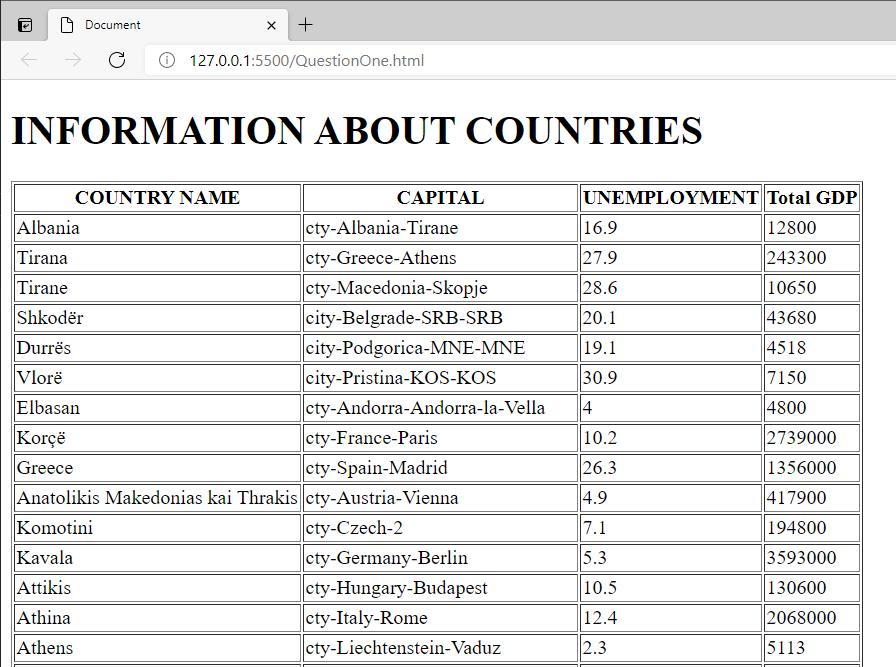 Document
127.0.0.1:5500/QuestionOne.html
INFORMATION ABOUT COUNTRIES
COUNTRY NAME CAPITAL UNEMPLOYMENT Total GDP
Albania cty-Albania-Tirane 16.9 12800
Tirana cty-Greece-Athens 27.9 243300
Tirane cty-Macedonia-Skopje 28.6 10650
Shkodër city-Belgrade-SRB-SRB 20.1 43680
Durrës city-Podgorica-MNE-MNE 19.1 4518
Vlorë city-Pristina-KOS-KOS 30.9 7150
Elbasan cty-Andorra-Andorra-la-Vella 4 4800
Korçë cty-France-Paris 10.2 2739000
Greece cty-Spain-Madrid 26.3 1356000
Anatolikis Makedonias kai Thrakis cty-Austria-Vienna 4.9 417900
Komotini cty-Czech-2 7.1 194800
Kavala cty-Germany-Berlin 5.3 3593000
Attikis cty-Hungary-Budapest 10.5 130600
Athina cty-Italy-Rome 12.4 2068000
Athens cty-Liechtenstein-Vaduz 2.3 5113